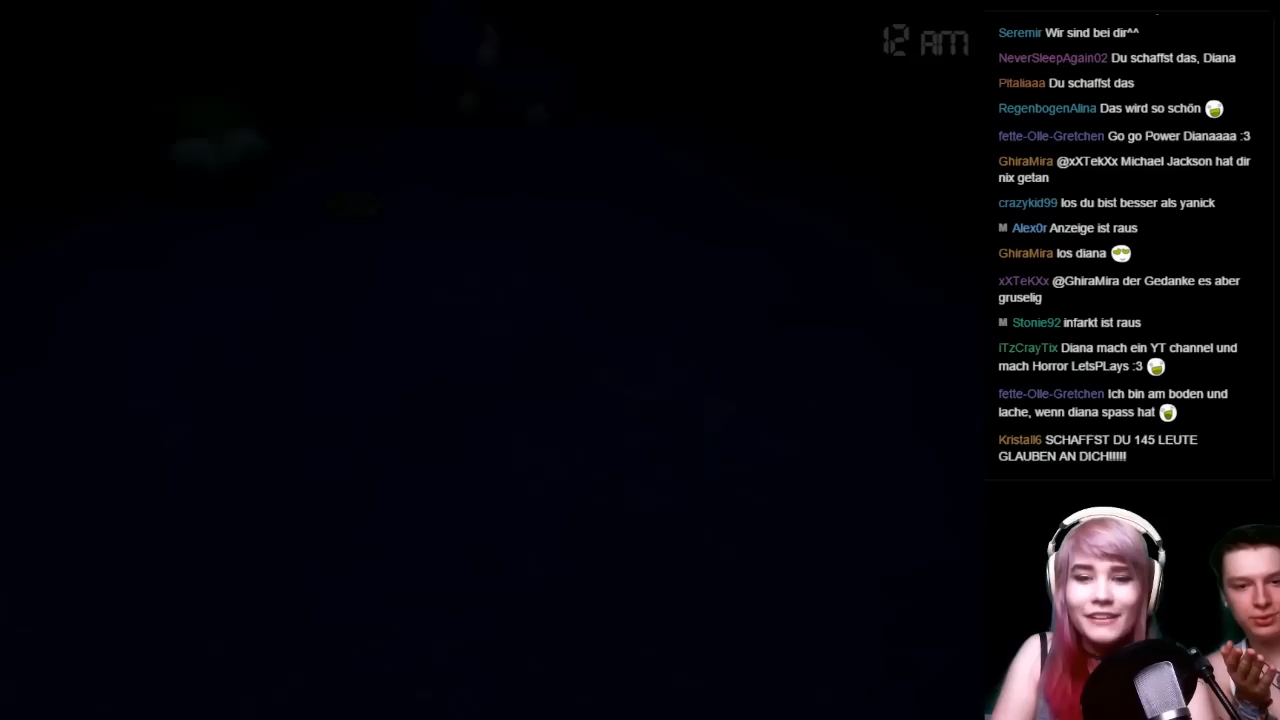 12 AM
Seremir Wir sind bei dir^^
NeverSleepAgain02 Du schaffst das, Diana
Pitaliaaa Du schaffst das
RegenbogenAlina Das wird so schön
fette-Olle-Gretchen Go go Power Dianaaaa :3
GhiraMira @xXTekXx Michael Jackson hat dir
nix getan
crazykid99 los du bist besser als yanick
M Alex0r Anzeige ist raus
GhiraMira los diana
xXTeKXx @GhiraMira der Gedanke es aber
gruselig
M Stonie92 infarkt ist raus
ITzCrayTix Diana mach ein YT channel und
mach Horror LetsPLays :3
fette-Olle-Gretchen Ich bin am boden und
lache, wenn diana spass hat
Kristall6 SCHAFFST DU 145 LEUTE
GLAUBEN AN DICH!!!!!!